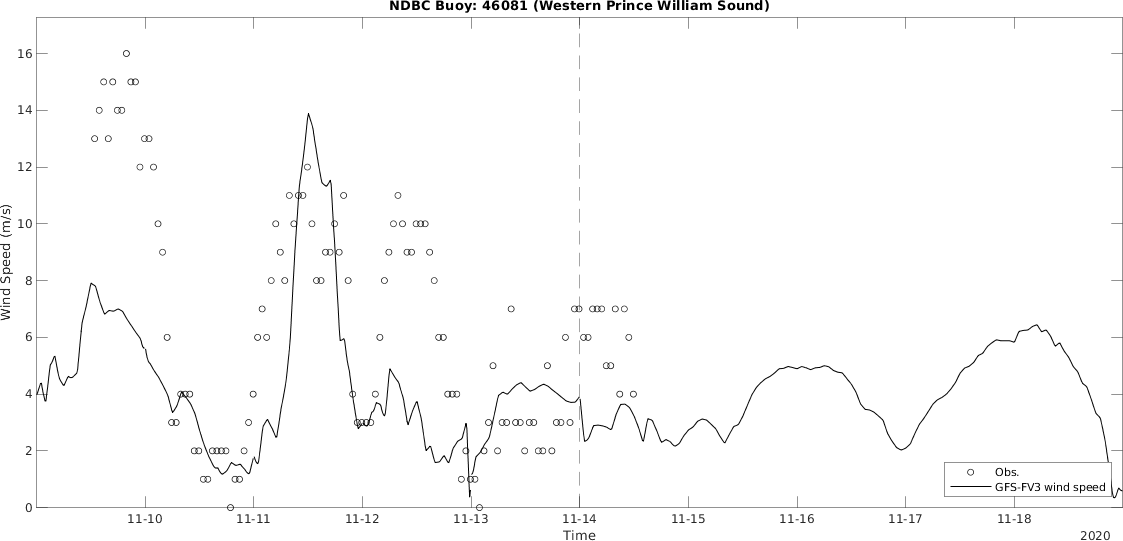 NDBC Buoy: 46081 (Western Prince William Sound)
16
14
12
10
8
6
4
2
0
Wind Speed (m/s)
Obs.
GFS-FV3 wind speed
11-10 11-11 11-12 11-13 11-14 11-15 11-16 11-17 11-18
Time
2020